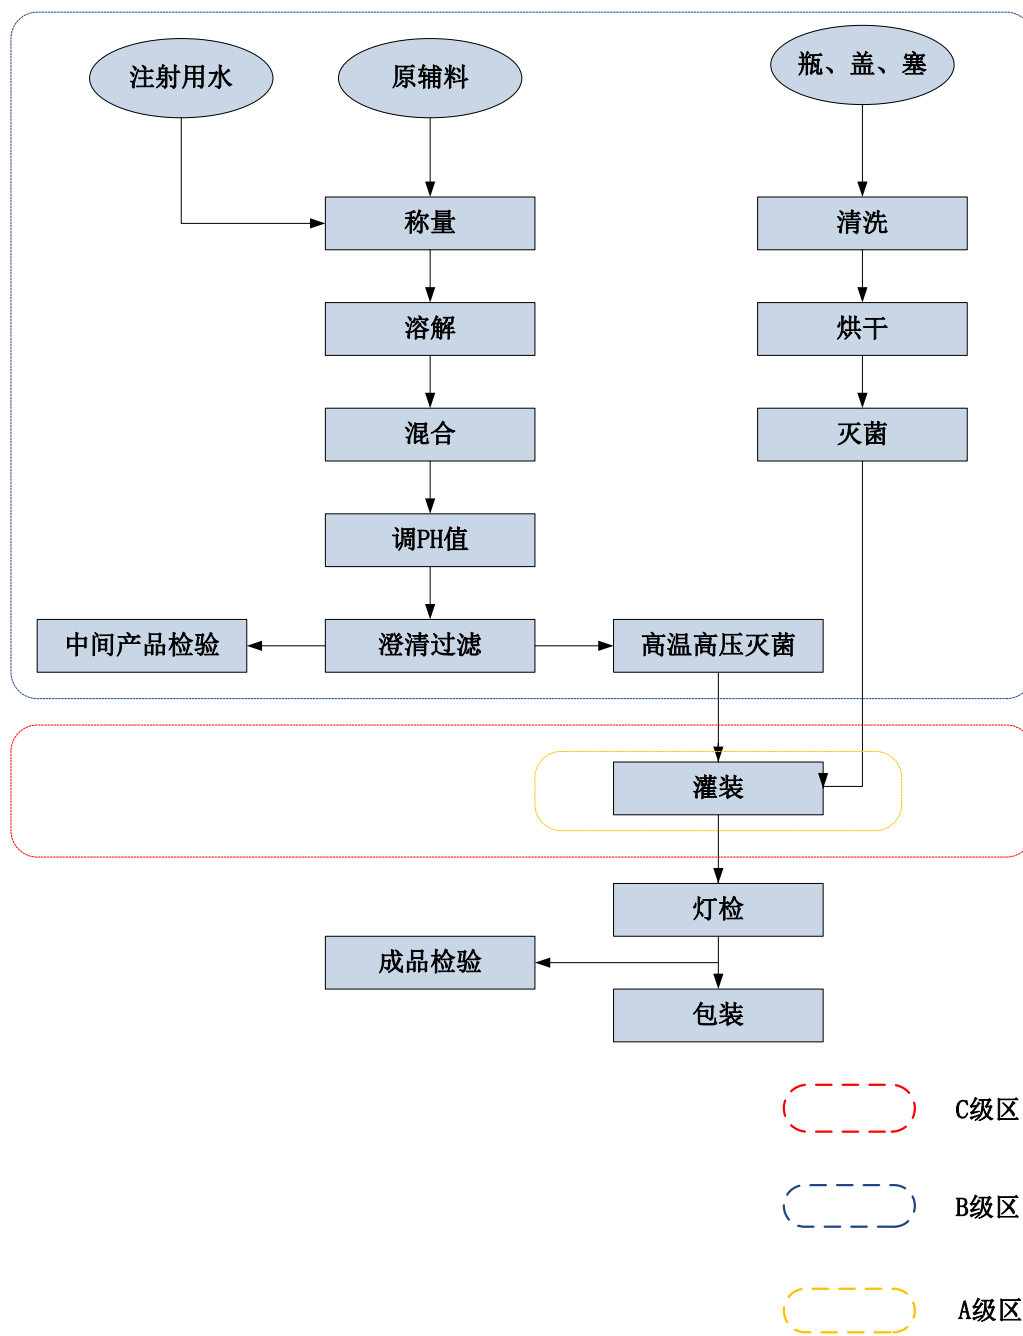 注射用水
原辅料
瓶、盖、塞
称量
清洗
溶解
烘干
混合
灭菌
调PH值
中间产品检验
澄清过滤
高温高压灭菌
灌装
灯检
成品检验
包装
C级区
B级区
A级区